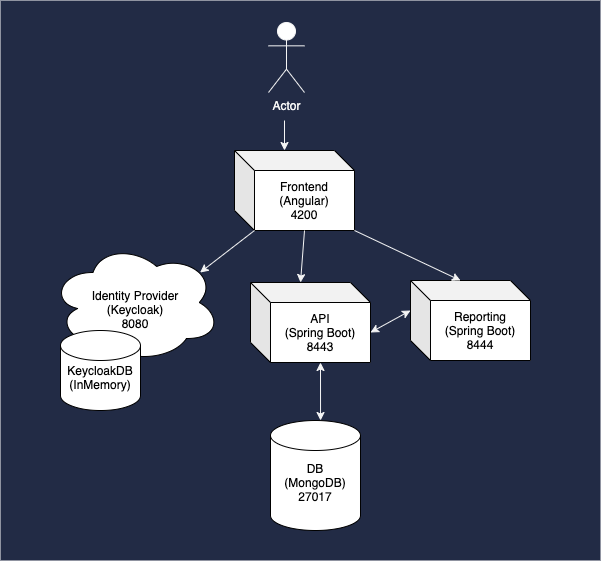 Actor
Frontend
(Angular)
4200
Identity Provider
(Keycloak)
8080
API
(Spring Boot)
8443
Reporting
(Spring Boot)
8444
KeycloakDB
(InMemory)
DB
(MongoDB)
27017